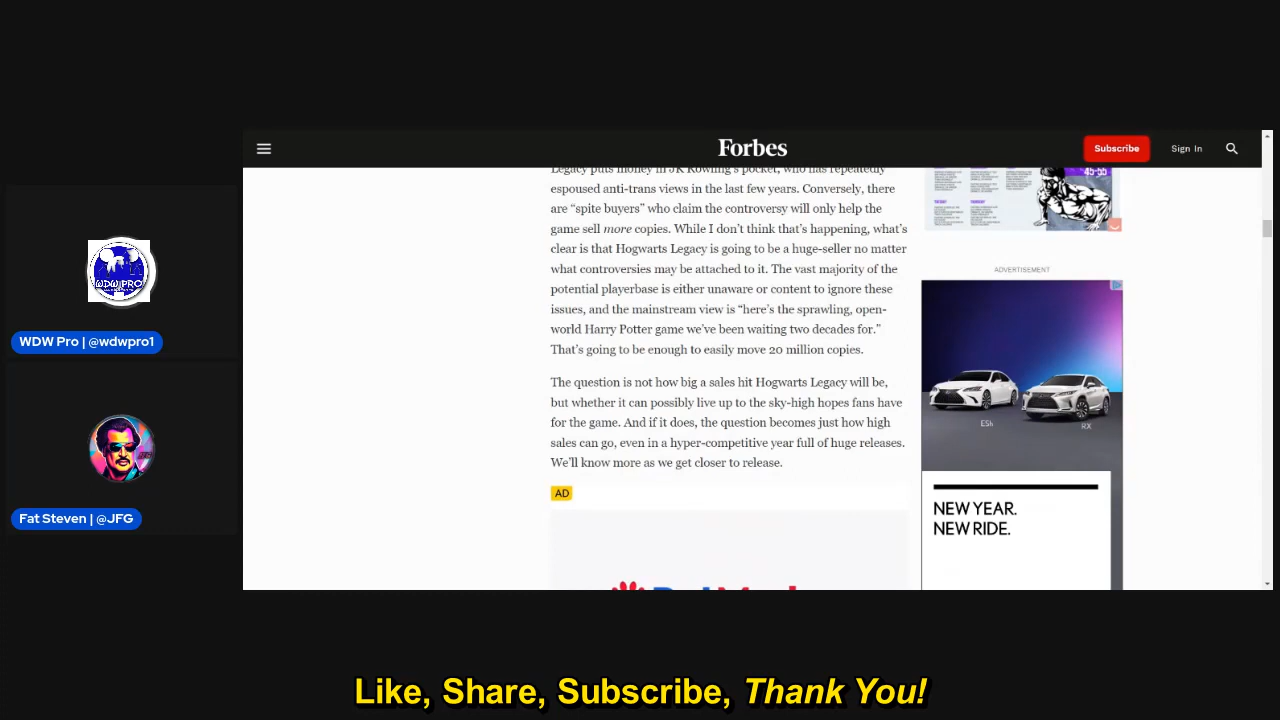 Forbes
Subscribe
Sign In
Legacy puts money in JK Rowling's pocket, who has repeatedly
espoused anti-trans views in the last few years. Conversely, there
are “spite buyers” who claim the controversy will only help the
game sell more copies. While I don't think that's happening, what's
clear is that Hogwarts Legacy is going to be a huge-seller no matter
what controversies may be attached to it. The vast majority of the
potential playerbase is either unaware or content to ignore these
issues, and the mainstream view is “here's the sprawling, open-
world Harry Potter game we've been waiting two decades for.”
That's going to be enough to easily move 20 million copies.
The question is not how big a sales hit Hogwarts Legacy will be,
but whether it can possibly live up to the sky-high hopes fans have
for the game. And if it does, the question becomes just how high
sales can go, even in a hyper-competitive year full of huge releases.
We'll know more as we get closer to release.
AD
45-55
ADVERTISEMENT
ESh
RX
NEW YEAR.
NEW RIDE.
WDW PRO
WDW Pro | @wdwpro1
Fat Steven | @JFG
Like, Share, Subscribe, Thank You!